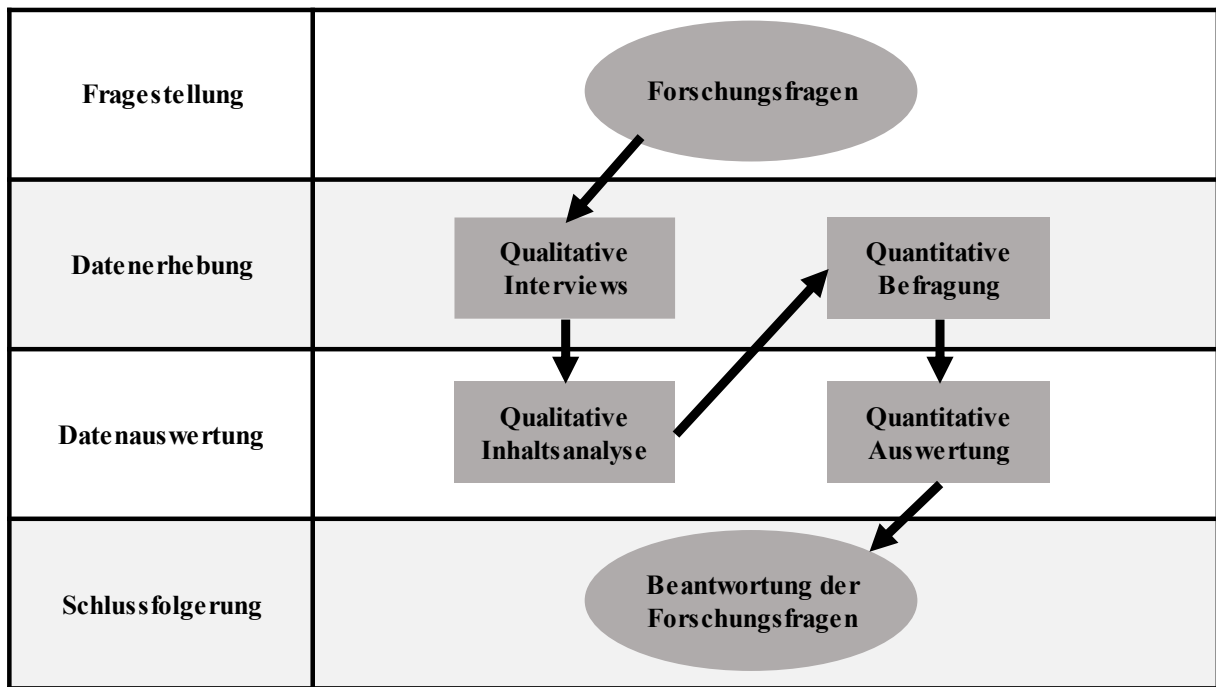 Fragestellung
Forschungsfragen
Datenerhebung
Qualitative
Interviews
Quantitative
Befragung
Datenauswertung
Qualitative
Inhaltsanalyse
Quantitative
Auswertung
Schlussfolgerung
Beantwortung der
Forschungsfragen